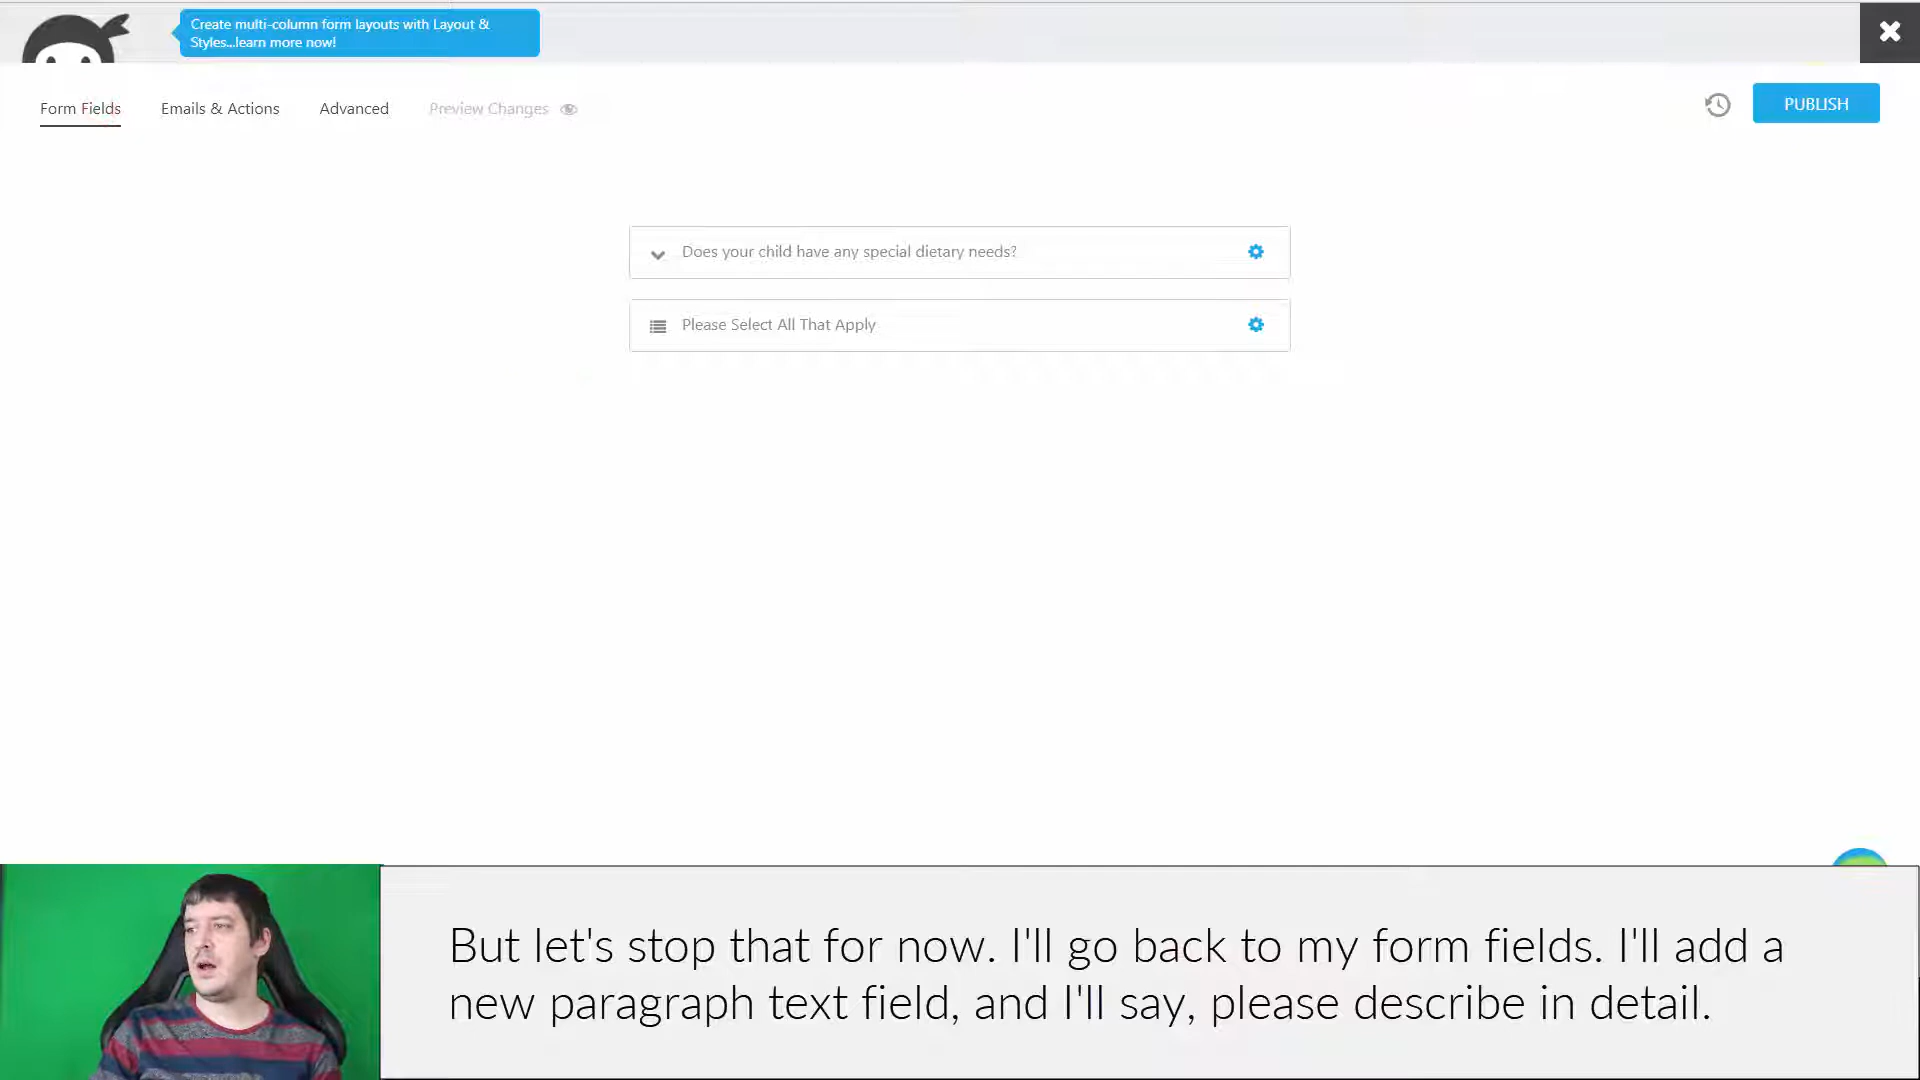 Create multi-column form layouts with Layout &
Styles...learn more now!
Form Fields
Emails & Actions
Advanced
Preview Changes
PUBLISH
Does your child have any special dietary needs?
Please Select All That Apply
But let's stop that for now. I'll go back to my form fields. I'll add a
new paragraph text field, and I'll say, please describe in detail.